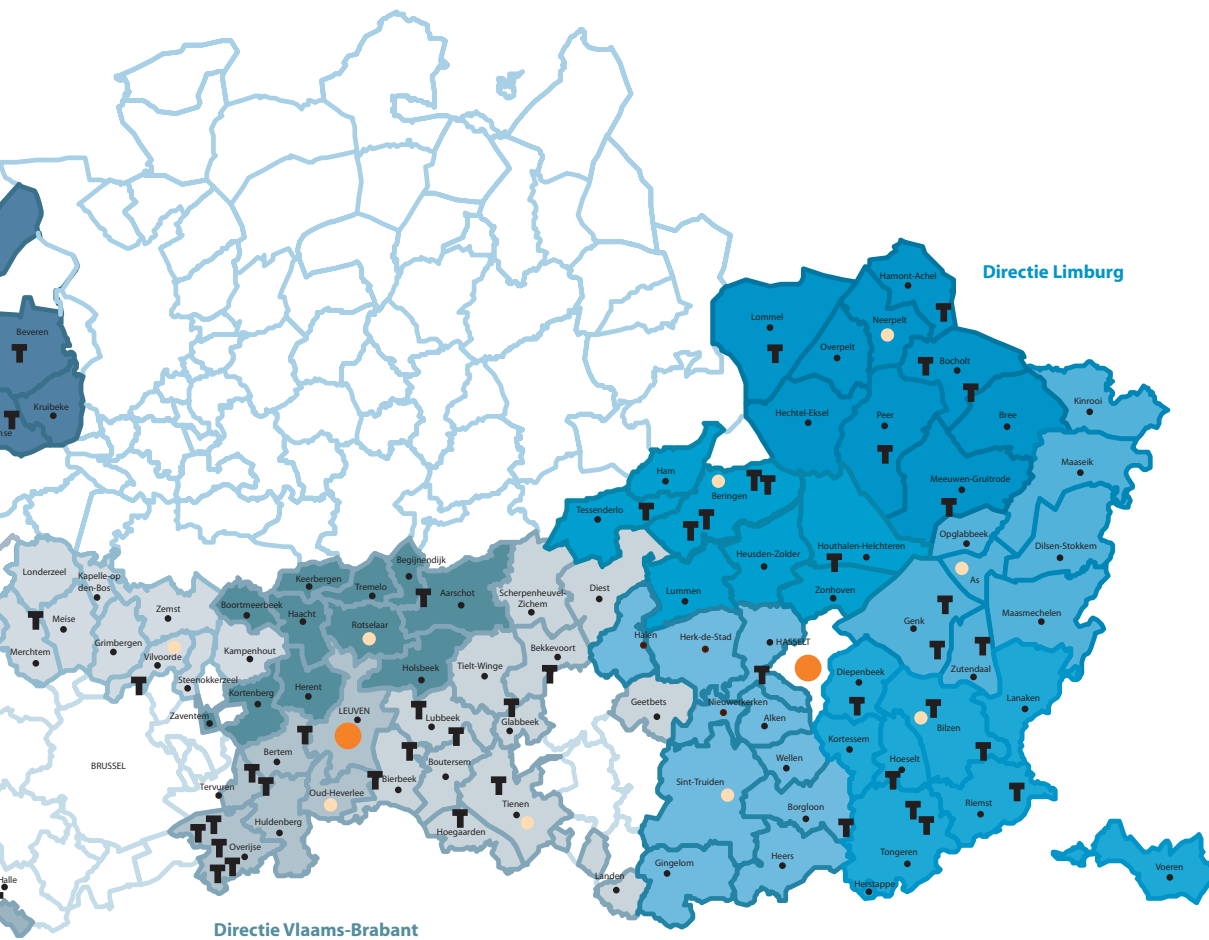 Directie Limburg
Hamont-Achel
Lommel
Neerpelt
Beveren
Overpelt
Bocholt
Kinrooi
Kruibeke
Hechtel-Eksel
Peer
Bree
nse
Maaseik
Ham
Meeuwen-Gruitrode
Beringen
Tessenderlo
Opglabbeek
Houthalen-Helchteren
Dilsen-Stokkem
Heusden-Zolder
Begijnendijk
Londerzeel
Kapelle-op
den-Bos
Keerbergen
Tremelo
Aarschot
Scherpenheuvel-
Zichem
Diest
Lummen
Zonhoven
As
Boortmeerbeek
Zemst
Haacht
Rotselaar
Maasmechelen
Meise
Genk
Grimbergen
Halen
Herk-de-Stad
HASSELT
Merchtem
Vilvoorde
Kampenhout
Bekkevoort
Holsbeek
Tielt-Winge
Diepenbeek
Zutendaal
Steenokkerzeel
Kortenberg
Herent
Geetbets
Nieuwerkerken
Lanaken
Zaventem
LEUVEN
Lubbeek
Glabbeek
Alken
Bilzen
Kortessem
Bertem
Boutersem
Wellen
Hoeselt
BRUSSEL
Tervuren
Oud-Heverlee
Bierbeek
Sint-Truiden
Tienen
Borgloon
Riemst
Huldenberg
Hoegaarden
Overijse
Tongeren
Heers
Gingelom
Voeren
Landen
Halle
Herstappe
Directie Vlaams-Brabant